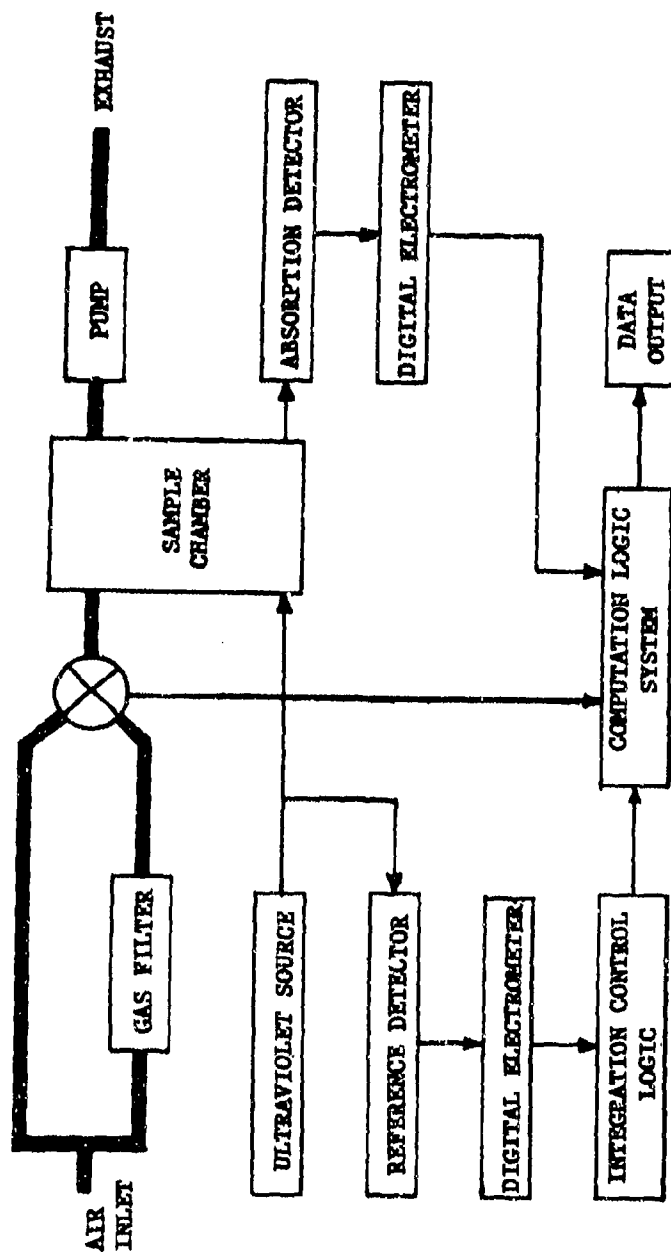 AIR
INLET
GAS FILTER
SAMPLE
CHAMBER
PUMP
EXHAUST
ULTRAVIOLET SOURCE
ABSORPTION DETECTOR
REFERENCE DETECTOR
DIGITAL ELECTROMETER
DIGITAL ELECTROMETER
INTEGRATION CONTROL
LOGIC
COMPUTATION LOGIC
SYSTEM
DATA
OUTPUT